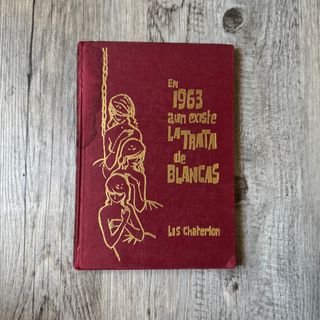 En
1963
aun existe
LA TRATA
de
BLANCAS
LIS Chaterlon